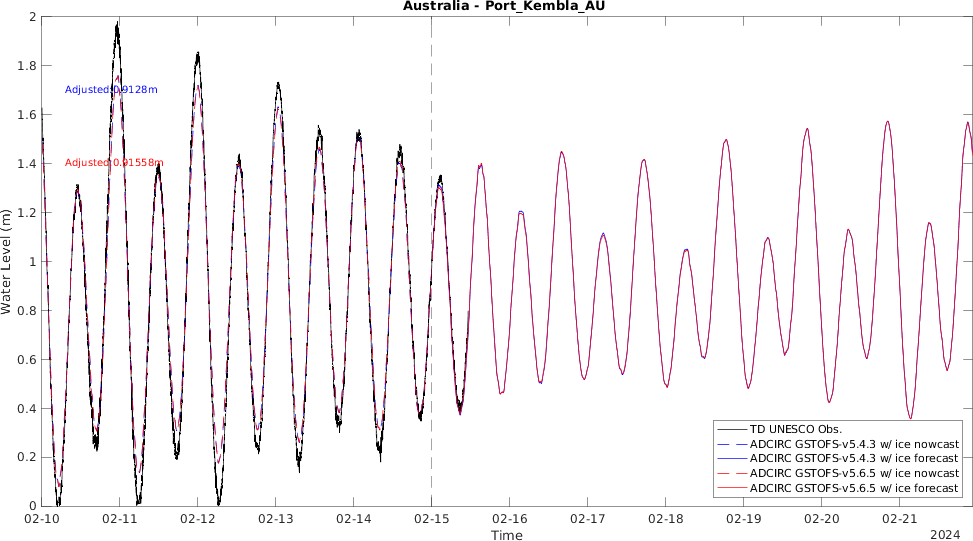 Australia - Port_Kembla_AU
2
1.8
1.6
1.4
1.2
1
0.8
0.6
0.4
0.2
0
Water Level (m)
Adjusted:0.9128m
Adjusted:0.91558m
TD UNESCO Obs.
ADCIRC GSTOFS-v5.4.3 w/ ice nowcast
ADCIRC GSTOFS-v5.4.3 w/ ice forecast
ADCIRC GSTOFS-v5.6.5 w/ ice nowcast
ADCIRC GSTOFS-v5.6.5 w/ ice forecast
02-10 02-11 02-12 02-13 02-14 02-15 02-16 02-17 02-18 02-19 02-20 02-21
Time
2024